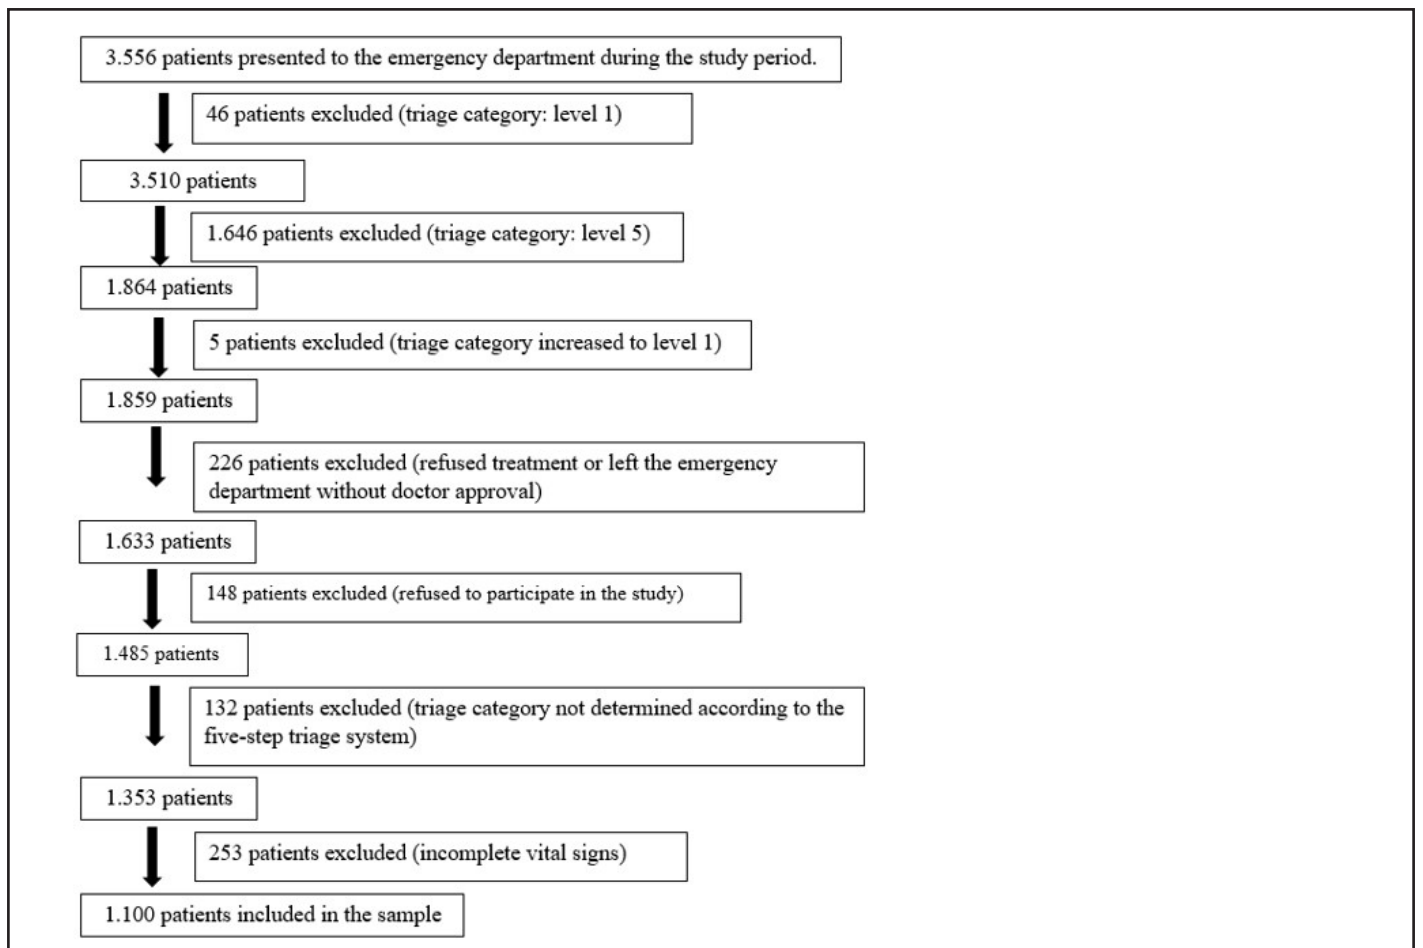 3.556 patients presented to the emergency department during the study period.
46 patients excluded (triage category: level 1)
3.510 patients
1.646 patients excluded (triage category: level 5)
1.864 patients
5 patients excluded (triage category increased to level 1)
1.859 patients
226 patients excluded (refused treatment or left the emergency
department without doctor approval)
1.633 patients
148 patients excluded (refused to participate in the study)
1.485 patients
132 patients excluded (triage category not determined according to the
five-step triage system)
1.353 patients
253 patients excluded (incomplete vital signs)
1.100 patients included in the sample